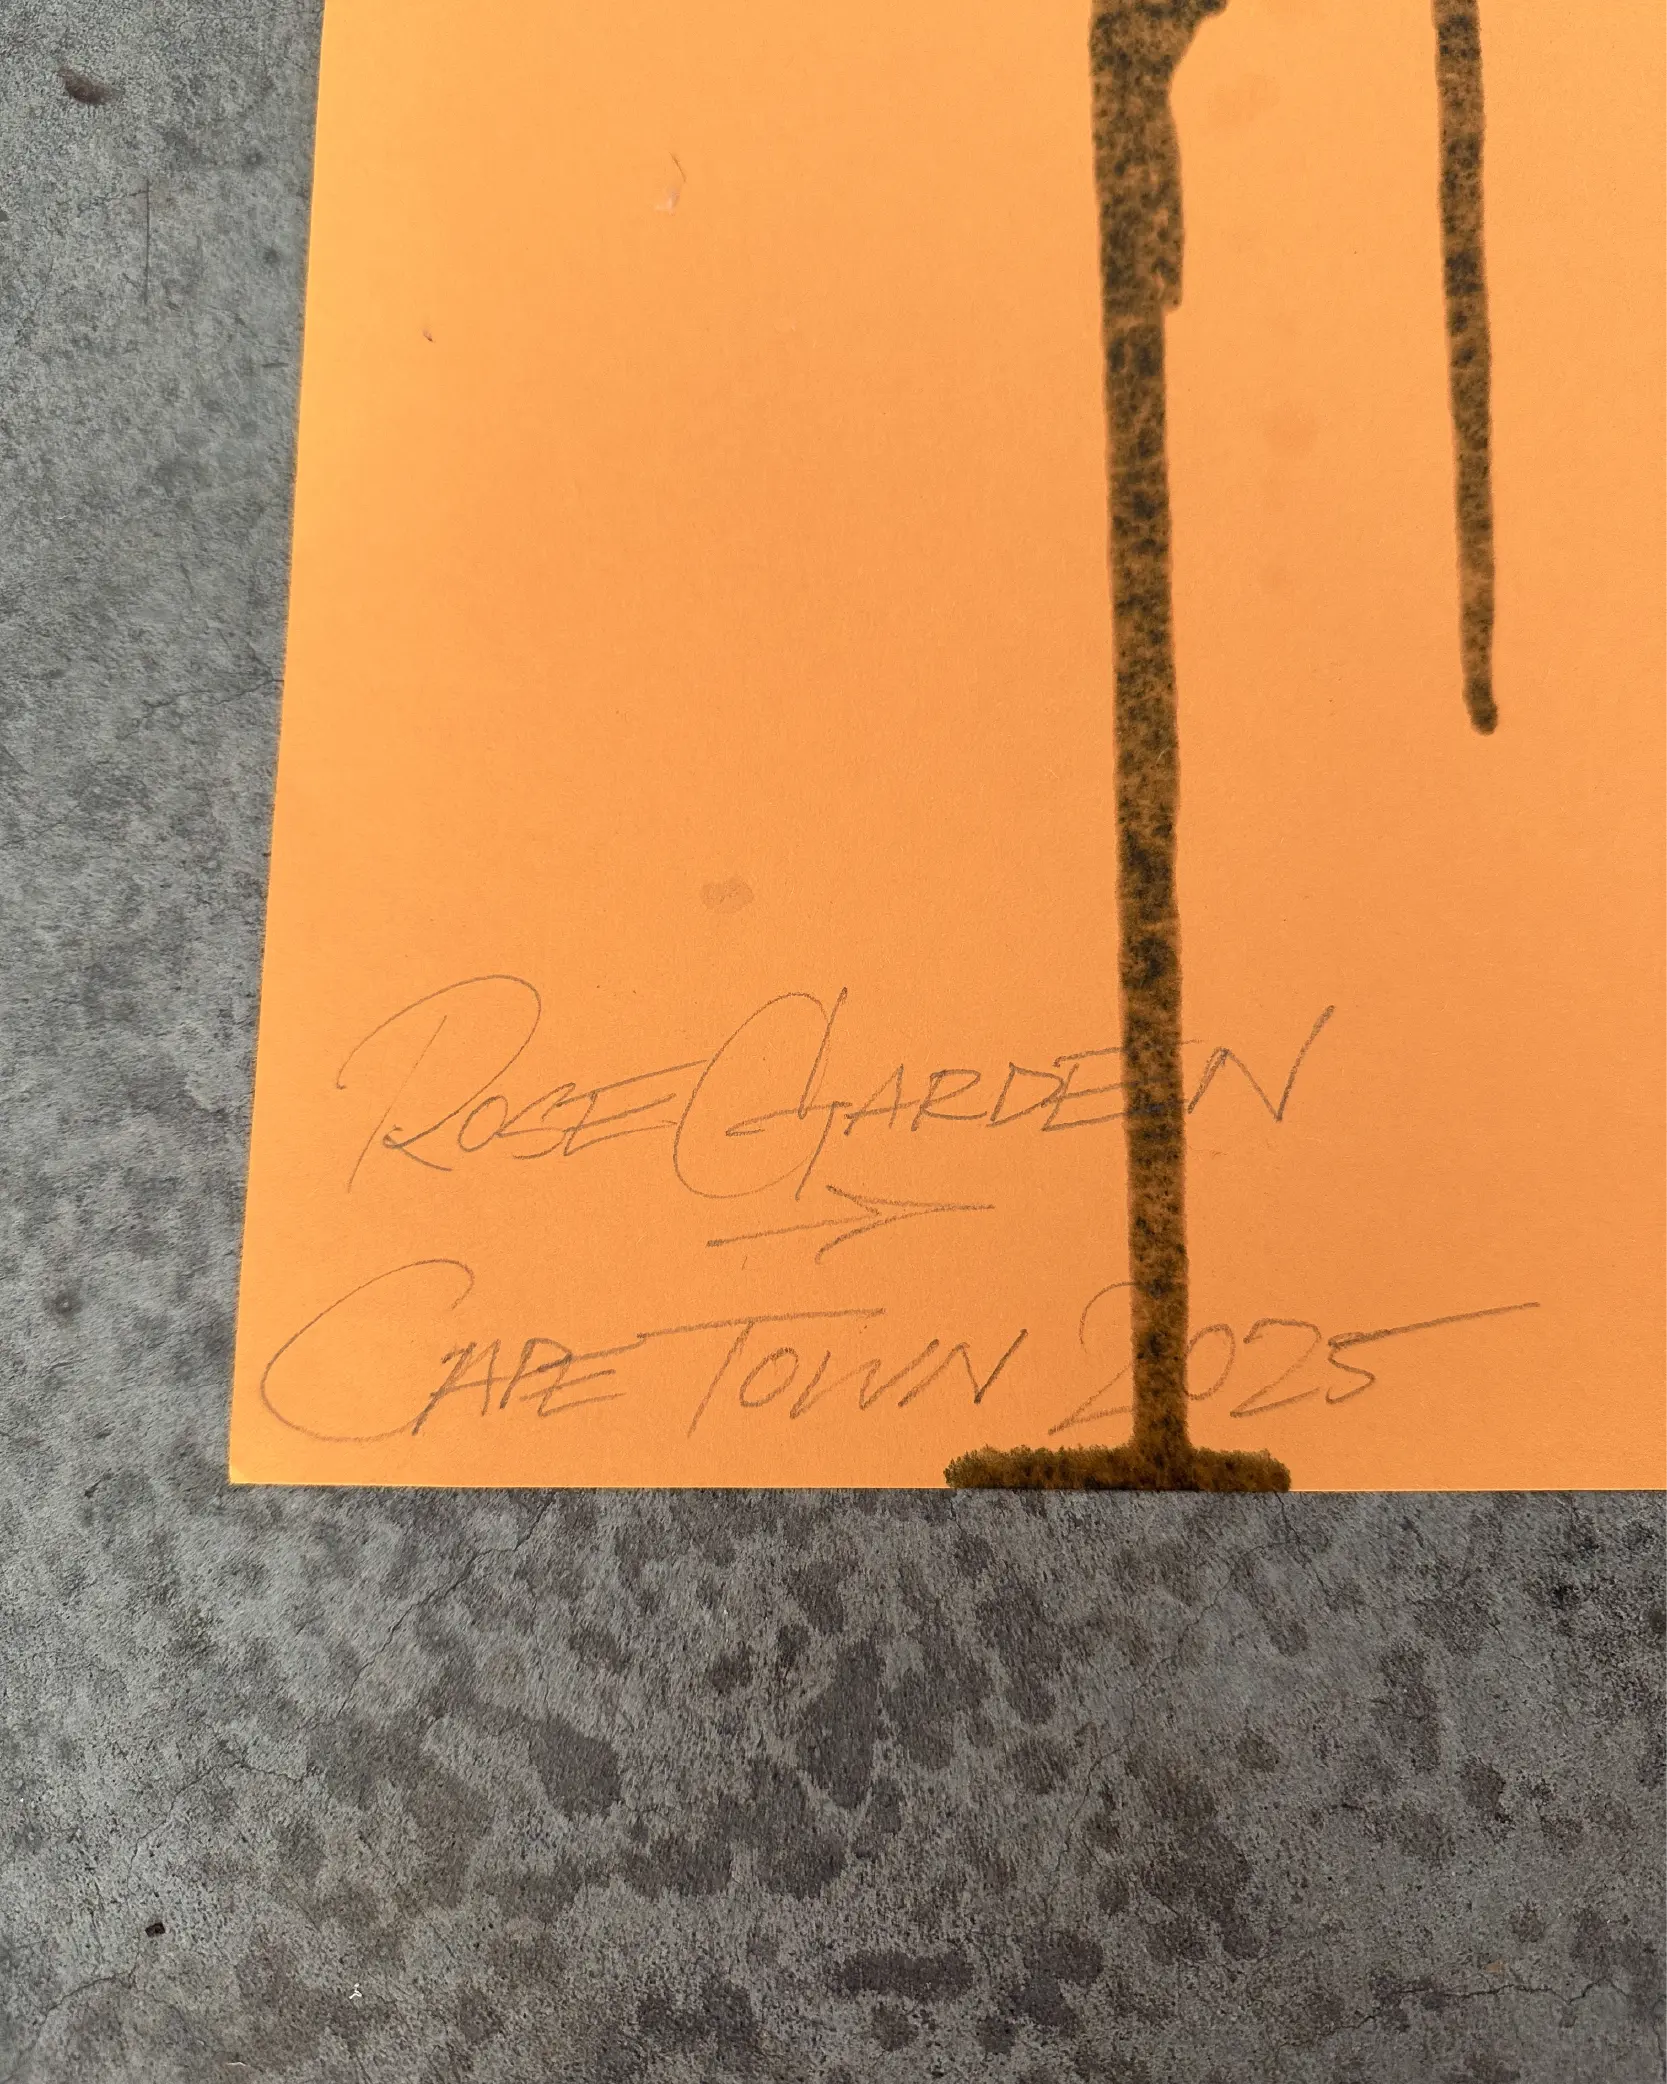 ROSE GARDEN
→
CAPE TOWN 2025